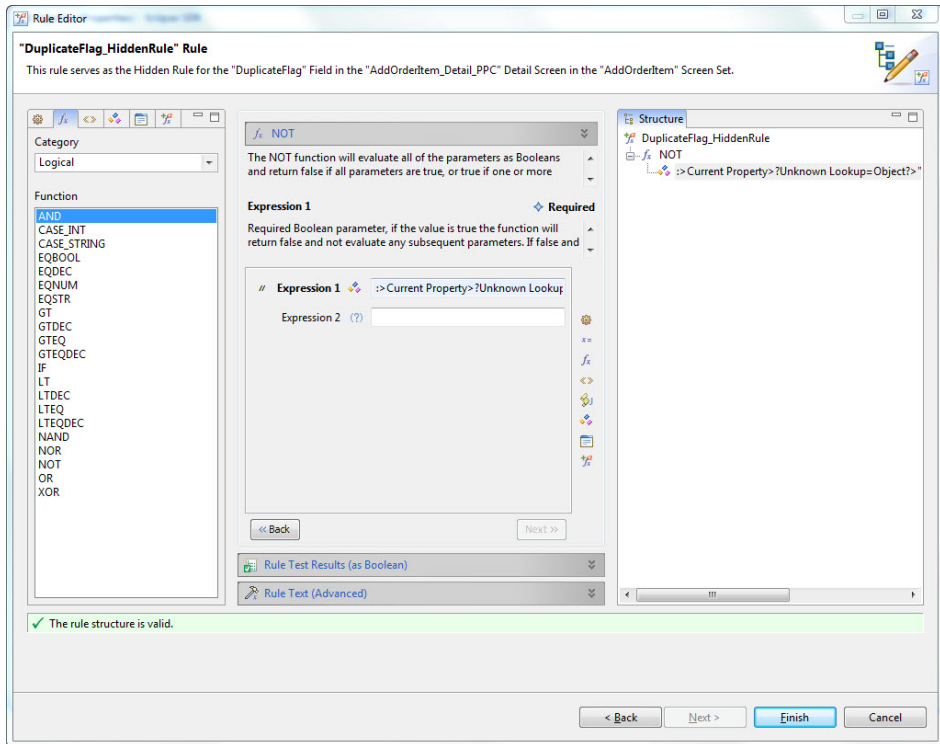 Rule Editor
"DuplicateFlag_HiddenRule" Rule
This rule serves as the Hidden Rule for the "DuplicateFlag" Field in the "AddOrderItem_Detail_PPC" Detail Screen in the "AddOrderItem" Screen Set.
Category
Logical
Function
AND
CASE_INT
CASE_STRING
EQBOOL
EQDEC
EQNUM
EQSTR
GT
GTDEC
GTEQ
GTEQDEC
IF
LT
LTDEC
LTEQ
LTEQDEC
NAND
NOR
NOT
OR
XOR
fx NOT
The NOT function will evaluate all of the parameters as Booleans
and return false if all parameters are true, or true if one or more
Expression 1 Required
Required Boolean parameter, if the value is true the function will
return false and not evaluate any subsequent parameters. If false and
Expression 1 :>Current Property>?Unknown Lookup
Expression 2 (?)
<< Back
Next >>
Rule Test Results (as Boolean)
Rule Text (Advanced)
Structure
DuplicateFlag_HiddenRule
fx NOT
:>Current Property>?Unknown Lookup=Object?>"
The rule structure is valid.
< Back
Next >
Finish
Cancel